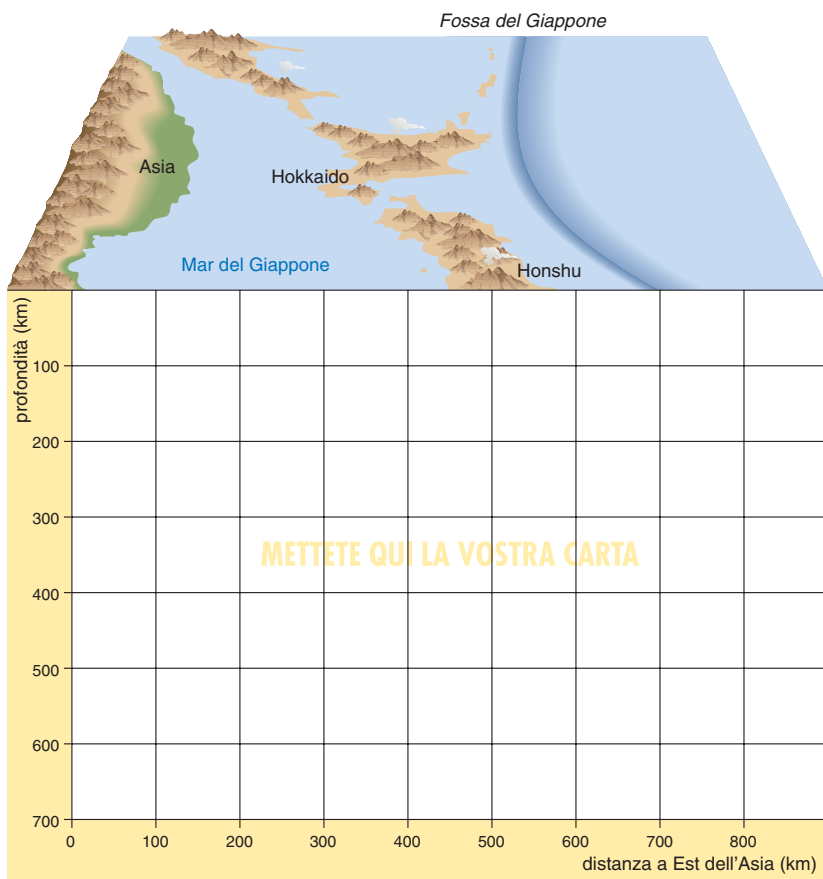 Fossa del Giappone
Asia
Hokkaido
Mar del Giappone
Honshu
profondità (km)
100
200
300
METTETE QUI LA VOSTRA CARTA
400
500
600
700
0 100 200 300 400 500 600 700 800
distanza a Est dell'Asia (km)